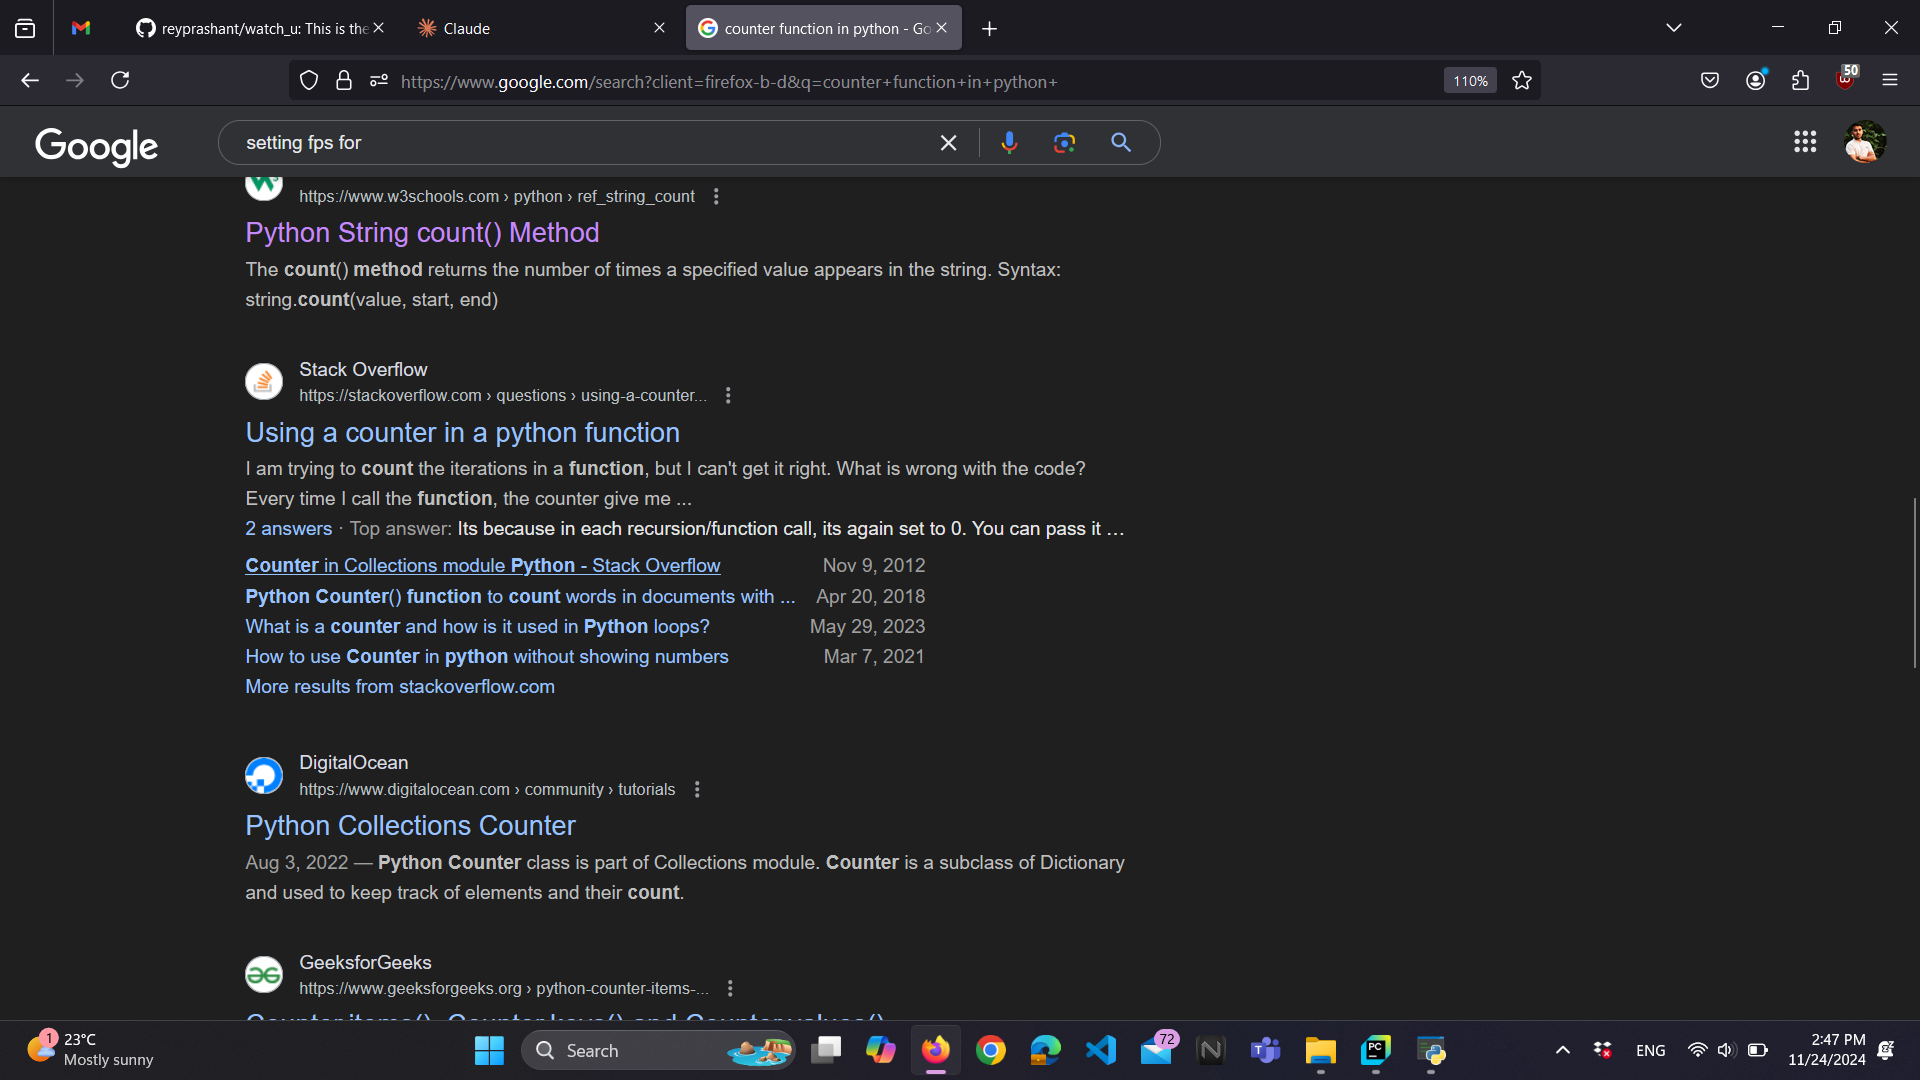 reyprashant/watch_u: This is the
Claude
counter function in python - Go
https://www.google.com/search?client=firefox-b-d&q=counter+function+in+python+
110%
50
Google
setting fps for
https://www.w3schools.com › python › ref_string_count
Python String count() Method
The count() method returns the number of times a specified value appears in the string. Syntax:
string.count(value, start, end)
Stack Overflow
https://stackoverflow.com › questions › using-a-counter...
Using a counter in a python function
I am trying to count the iterations in a function, but I can't get it right. What is wrong with the code?
Every time I call the function, the counter give me ...
2 answers · Top answer: Its because in each recursion/function call, its again set to 0. You can pass it …
Counter in Collections module Python - Stack Overflow Nov 9, 2012
Python Counter() function to count words in documents with ... Apr 20, 2018
What is a counter and how is it used in Python loops? May 29, 2023
How to use Counter in python without showing numbers Mar 7, 2021
More results from stackoverflow.com
DigitalOcean
https://www.digitalocean.com › community › tutorials
Python Collections Counter
Aug 3, 2022 — Python Counter class is part of Collections module. Counter is a subclass of Dictionary
and used to keep track of elements and their count.
GeeksforGeeks
https://www.geeksforgeeks.org › python-counter-items-...
Counter.items(), Counter.keys() and Counter.values()
1
23°C
Mostly sunny
Search
72
PC
ENG
2:47 PM
11/24/2024